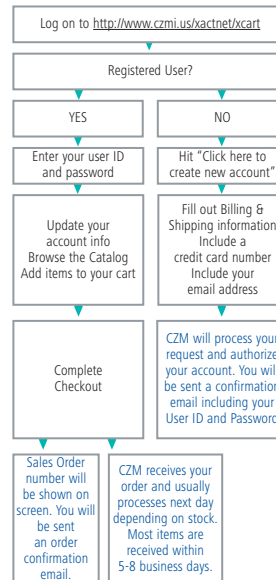 Log on to http://www.czmi.us/xactnet/xcart
Registered User?
YES
NO
Enter your user ID
and password
Hit "Click here to
create new account"
Update your
account info
Browse the Catalog
Add items to your cart
Fill out Billing &
Shipping information
Include a
credit card number
Include your
email address
Complete
Checkout
CZM will process your
request and authorize
your account. You will
be sent a confirmation
email including your
User ID and Password
Sales Order
number will
be shown on
screen. You will
be sent
an order
confirmation
email.
CZM receives your
order and usually
processes next day
depending on stock.
Most items are
received within
5-8 business days.